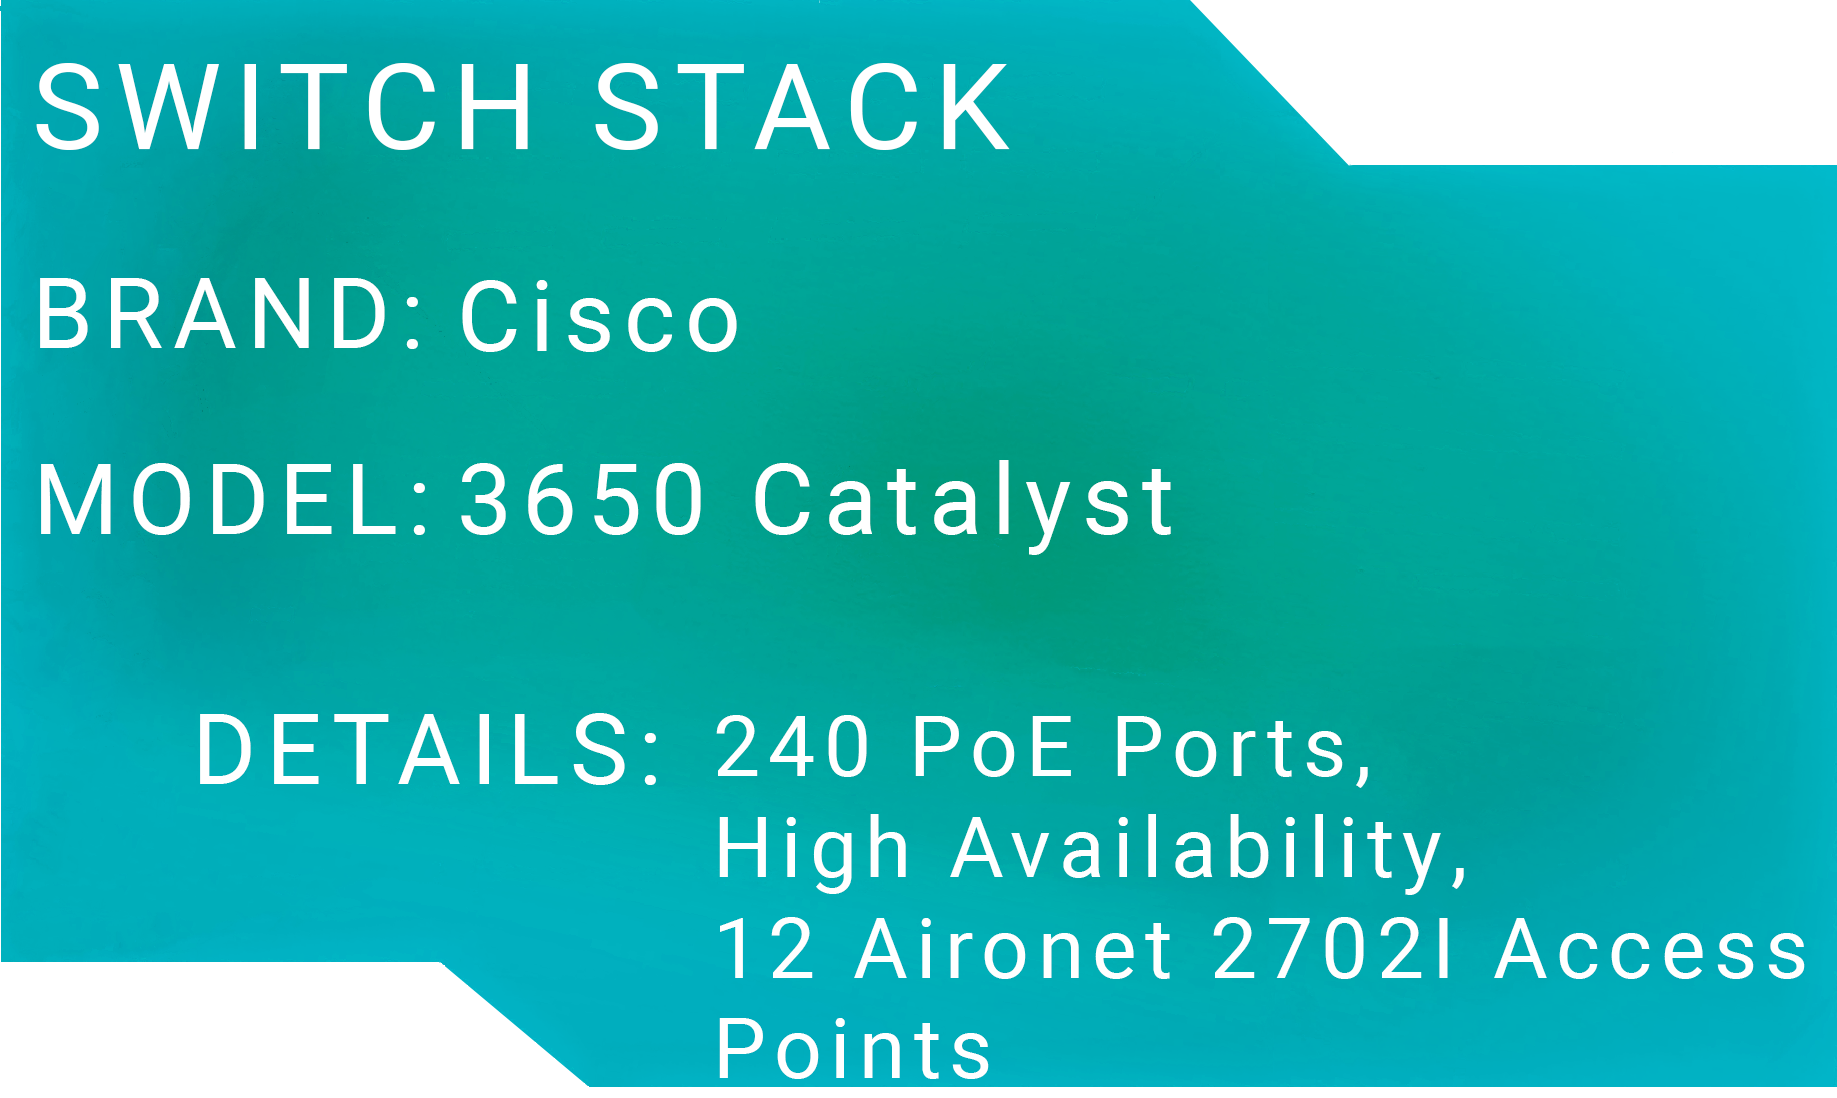 SWITCH STACK
BRAND: Cisco
MODEL: 3650 Catalyst
DETAILS: 240 PoE Ports,
High Availability,
12 Aironet 2702I Access
Points